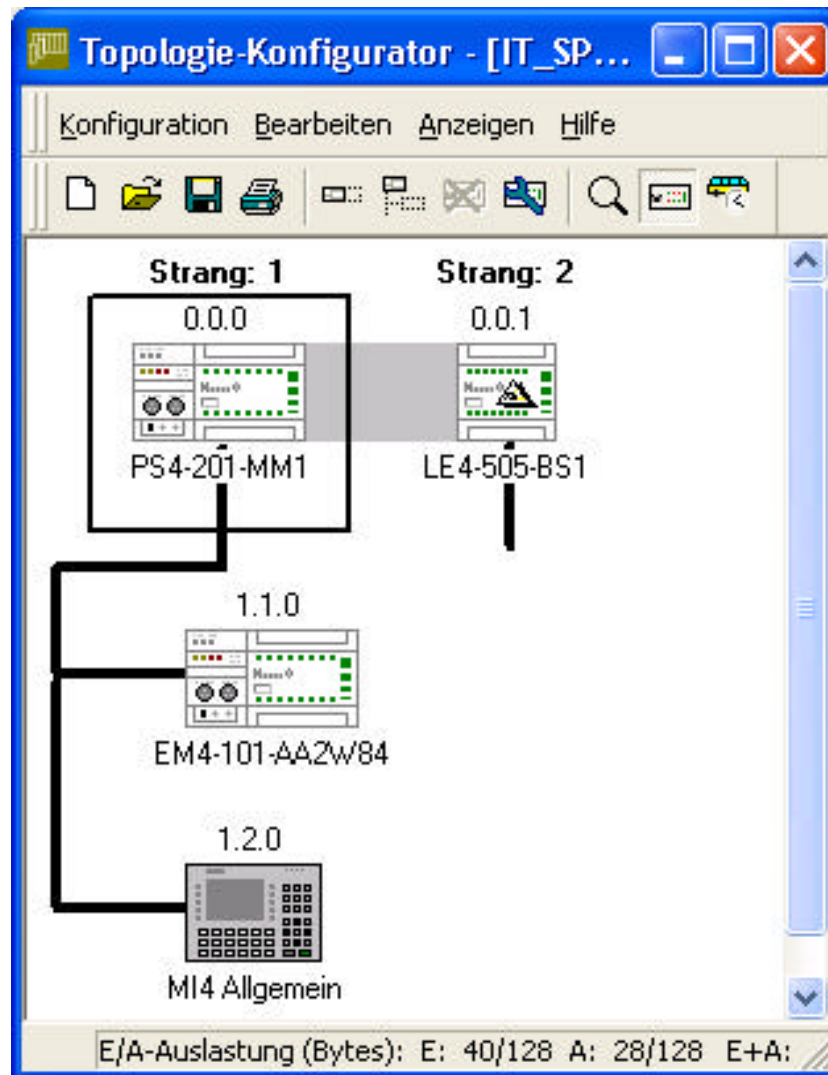 Topologie-Konfigurator - [IT_SP...
Konfiguration Bearbeiten Anzeigen Hilfe
Strang: 1 Strang: 2
0.0.0 0.0.1
PS4-201-MM1 LE4-505-BS1
1.1.0
EM4-101-AA2W84
1.2.0
MI4 Allgemein
E/A-Auslastung (Bytes): E: 40/128 A: 28/128 E+A: